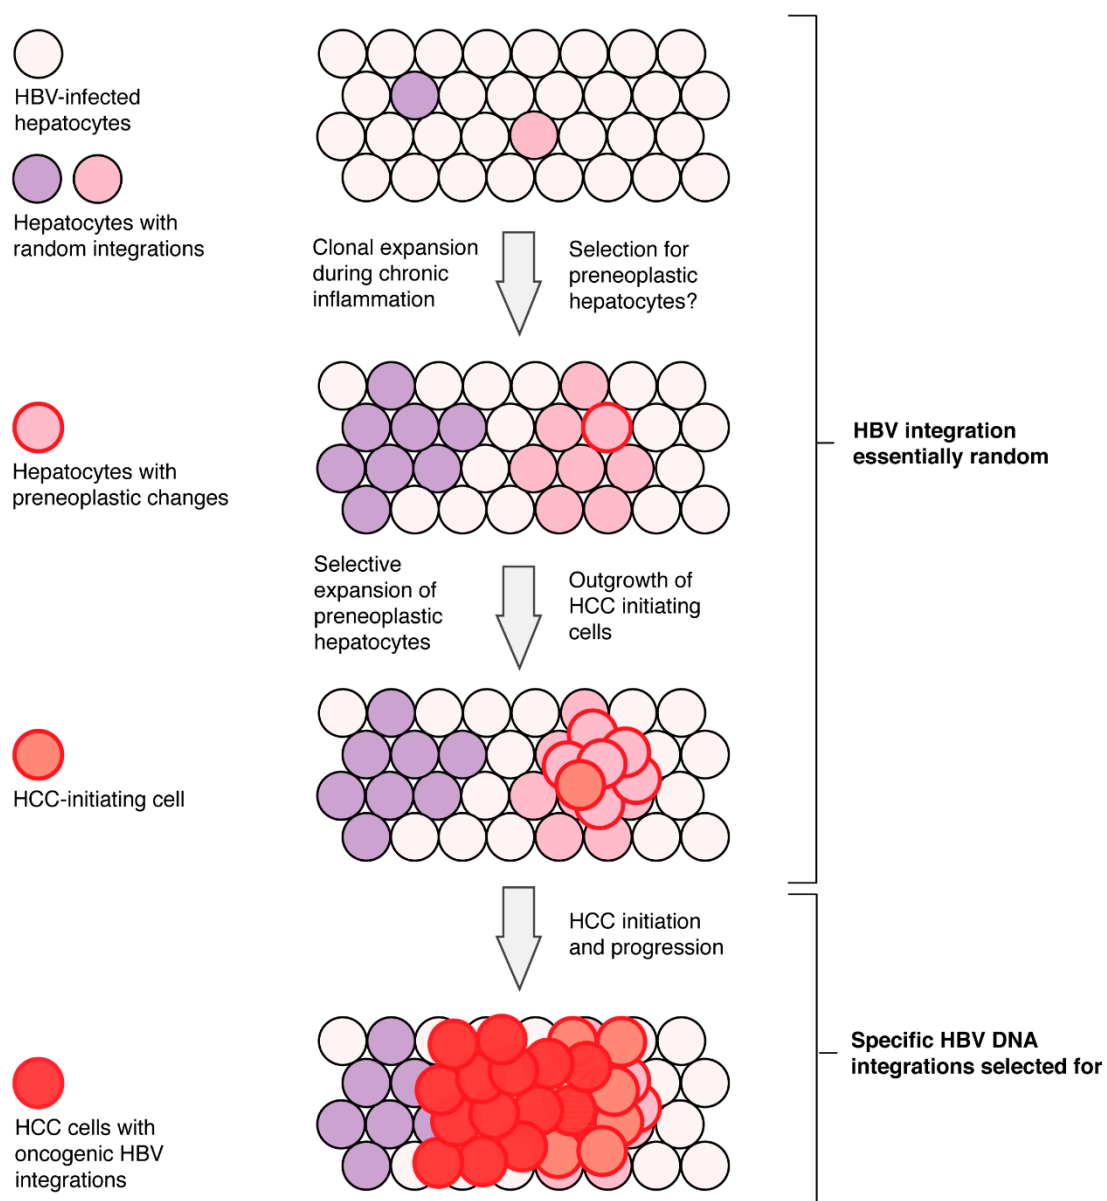 HBV-infected
hepatocytes
Hepatocytes with
random integrations
Clonal expansion
during chronic
inflammation
Selection for
preneoplastic
hepatocytes?
Hepatocytes with
preneoplastic changes
HBV integration
essentially random
Selective
expansion of
preneoplastic
hepatocytes
Outgrowth of
HCC initiating
cells
HCC-initiating cell
HCC initiation
and progression
Specific HBV DNA
integrations selected for
HCC cells with
oncogenic HBV
integrations